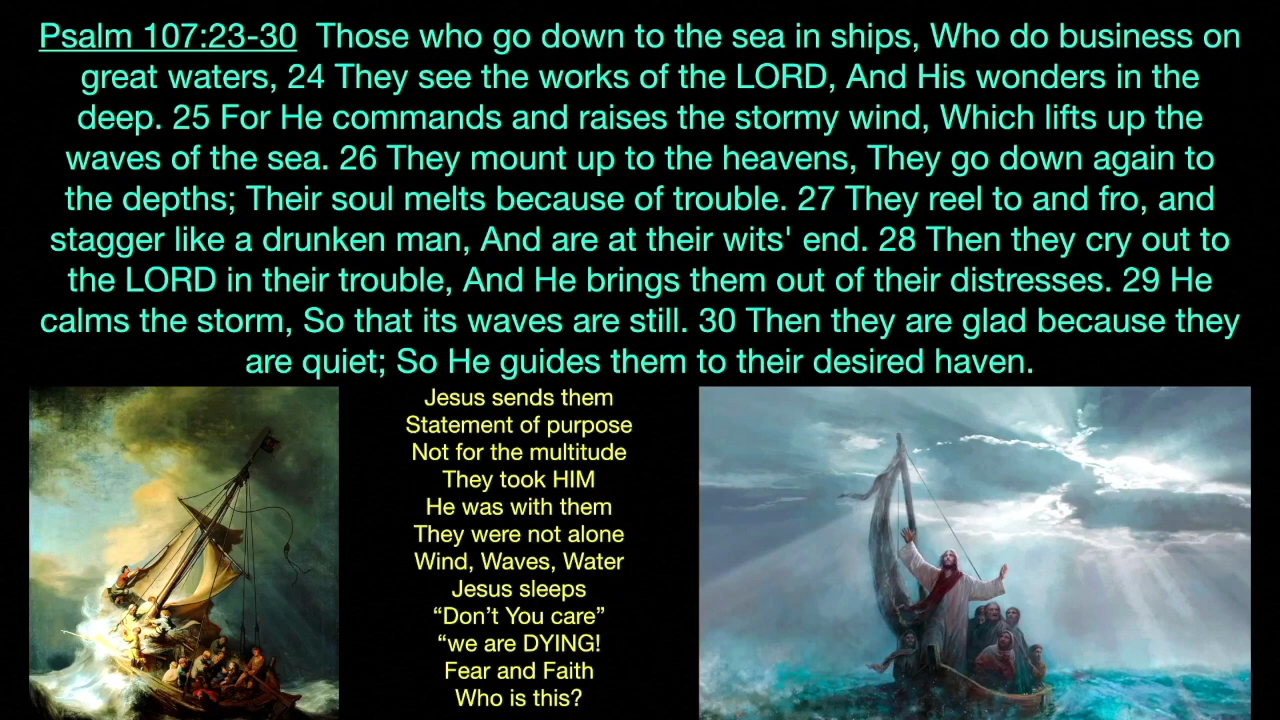 Psalm 107:23-30 Those who go down to the sea in ships, Who do business on
great waters, 24 They see the works of the LORD, And His wonders in the
deep. 25 For He commands and raises the stormy wind, Which lifts up the
waves of the sea. 26 They mount up to the heavens, They go down again to
the depths; Their soul melts because of trouble. 27 They reel to and fro, and
stagger like a drunken man, And are at their wits' end. 28 Then they cry out to
the LORD in their trouble, And He brings them out of their distresses. 29 He
calms the storm, So that its waves are still. 30 Then they are glad because they
are quiet; So He guides them to their desired haven.
Jesus sends them
Statement of purpose
Not for the multitude
They took HIM
He was with them
They were not alone
Wind, Waves, Water
Jesus sleeps
“Don’t You care”
“we are DYING!
Fear and Faith
Who is this?